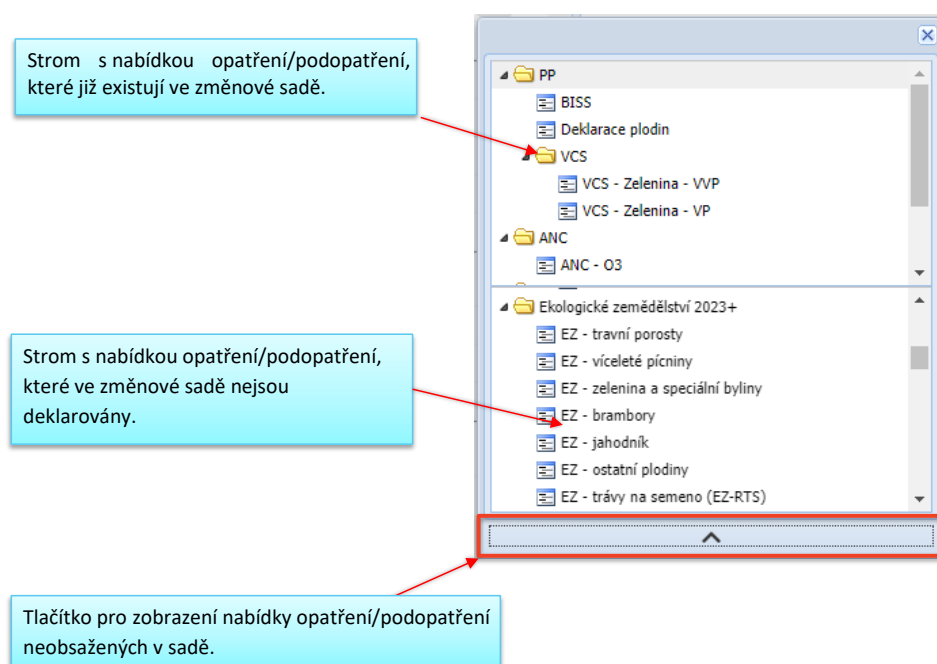 Strom s nabídkou opatření/podopatření,
které již existují ve změnové sadě.
PP
BISS
Deklarace plodin
VCS
VCS - Zelenina - VVP
VCS - Zelenina - VP
ANC
ANC - O3
Strom s nabídkou opatření/podopatření,
které ve změnové sadě nejsou
deklarovány.
Ekologické zemědělství 2023+
EZ - travní porosty
EZ - víceleté pícniny
EZ - zelenina a speciální byliny
EZ - brambory
EZ - jahodník
EZ - ostatní plodiny
EZ - trávy na semeno (EZ-RTS)
Tlačítko pro zobrazení nabídky opatření/podopatření
neobsažených v sadě.